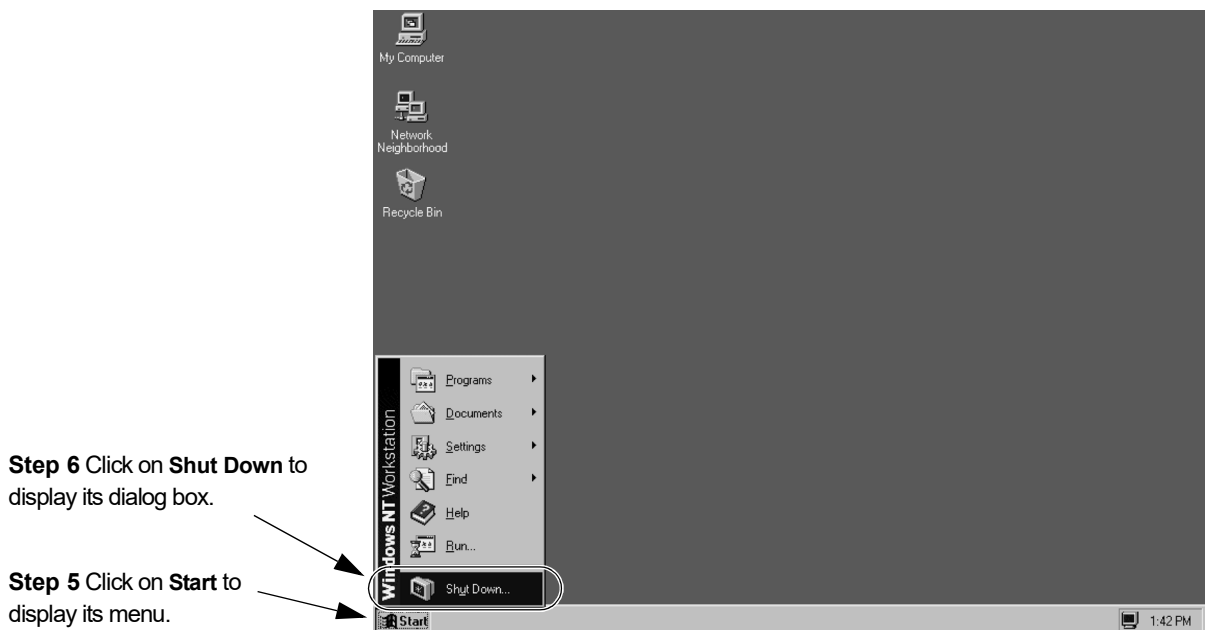 My Computer
Network
Neighborhood
Recycle Bin
Windows NT Workstation
Programs
Documents
Settings
Find
Help
Run...
Shut Down...
Step 6 Click on Shut Down to
display its dialog box.
Step 5 Click on Start to
display its menu.
Start
1:42 PM